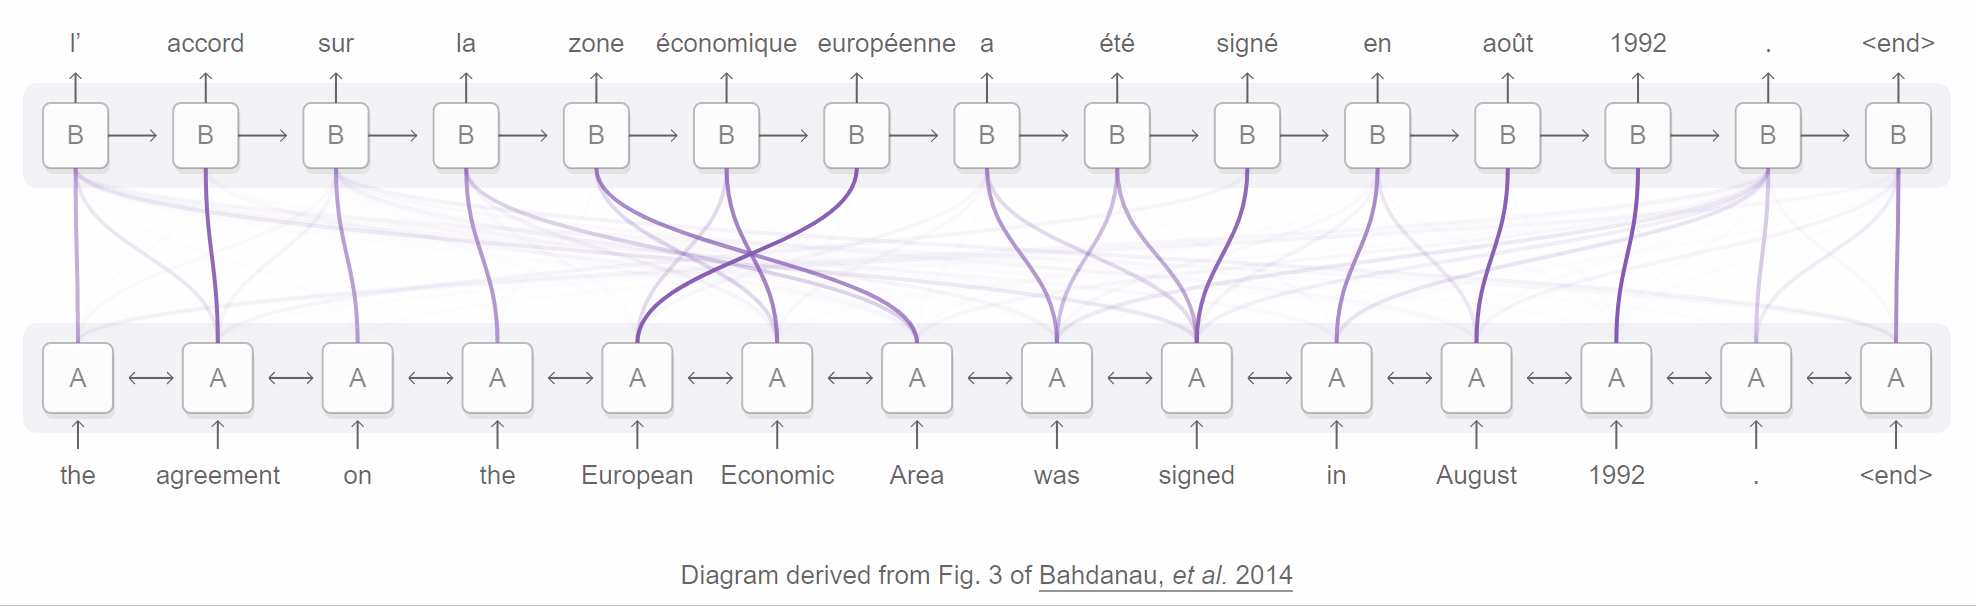 l’ accord sur la zone économique européenne a été signé en août 1992 . <end>
B B B B B B B B B B B B B B B
A A A A A A A A A A A A A A
the agreement on the European Economic Area was signed in August 1992 . <end>
Diagram derived from Fig. 3 of Bahdanau, et al. 2014